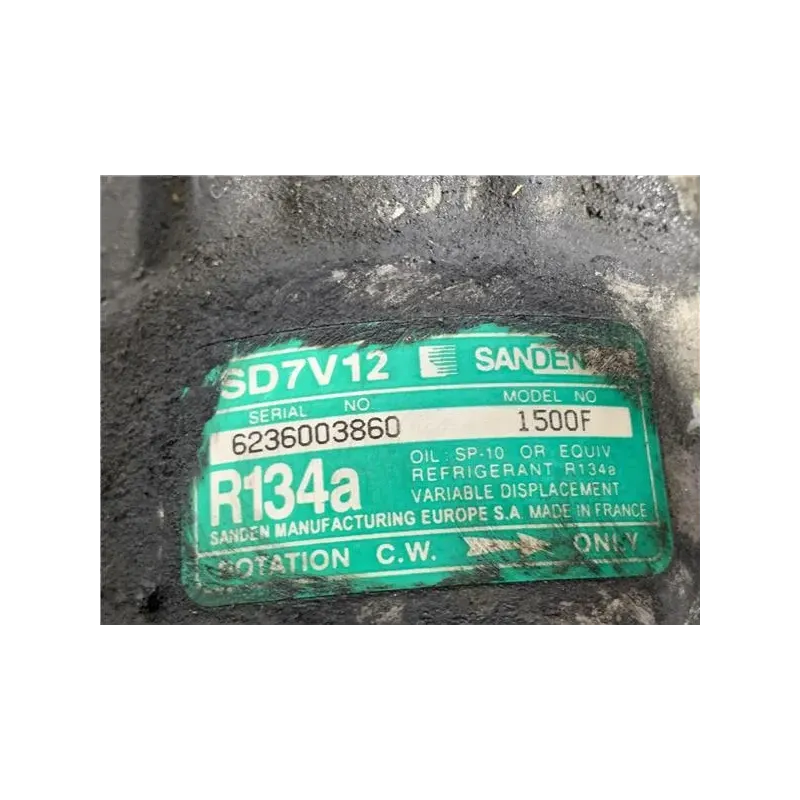 SD7V12 SANDEN
SERIAL NO MODEL NO
6236003860 1500F
R134a
OIL : SP-10 OR EQUIV
REFRIGERANT R134a
VARIABLE DISPLACEMENT
SANDEN MANUFACTURING EUROPE S.A. MADE IN FRANCE
ROTATION C.W. ONLY